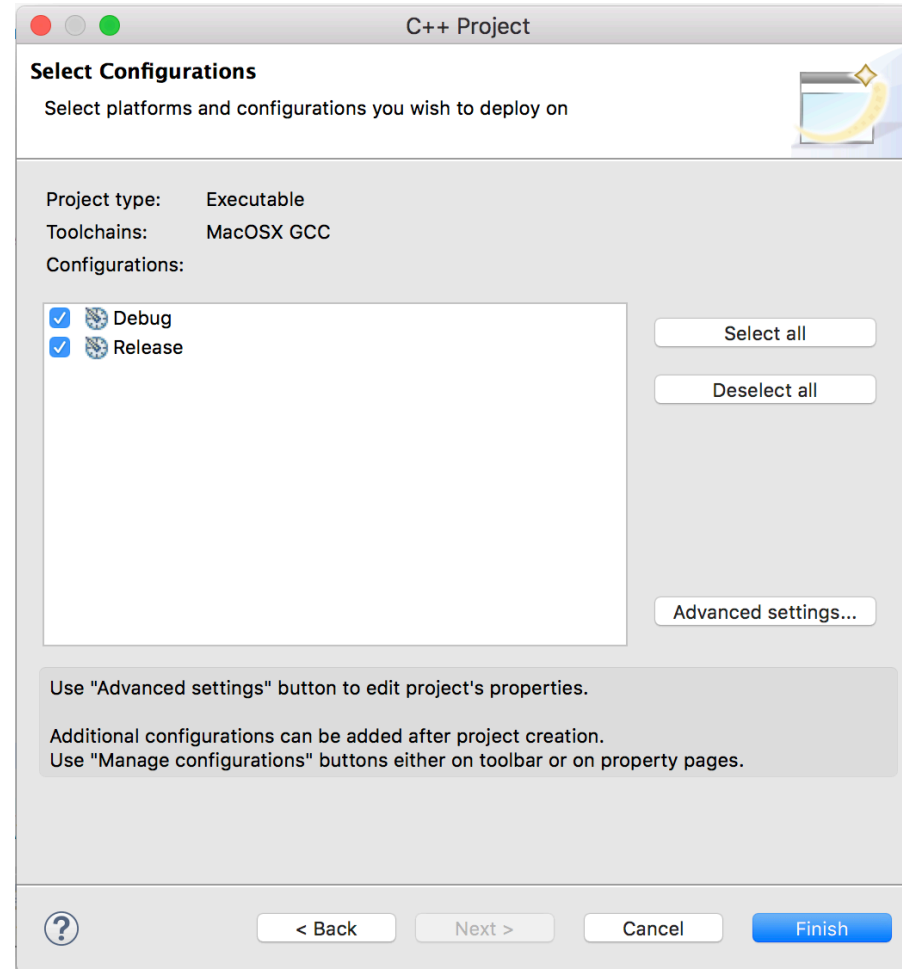 C++ Project
Select Configurations
Select platforms and configurations you wish to deploy on
Project type: Executable
Toolchains: MacOSX GCC
Configurations:
Debug
Release
Select all
Deselect all
Advanced settings...
Use "Advanced settings" button to edit project's properties.
Additional configurations can be added after project creation.
Use "Manage configurations" buttons either on toolbar or on property pages.
?
< Back Next > Cancel Finish